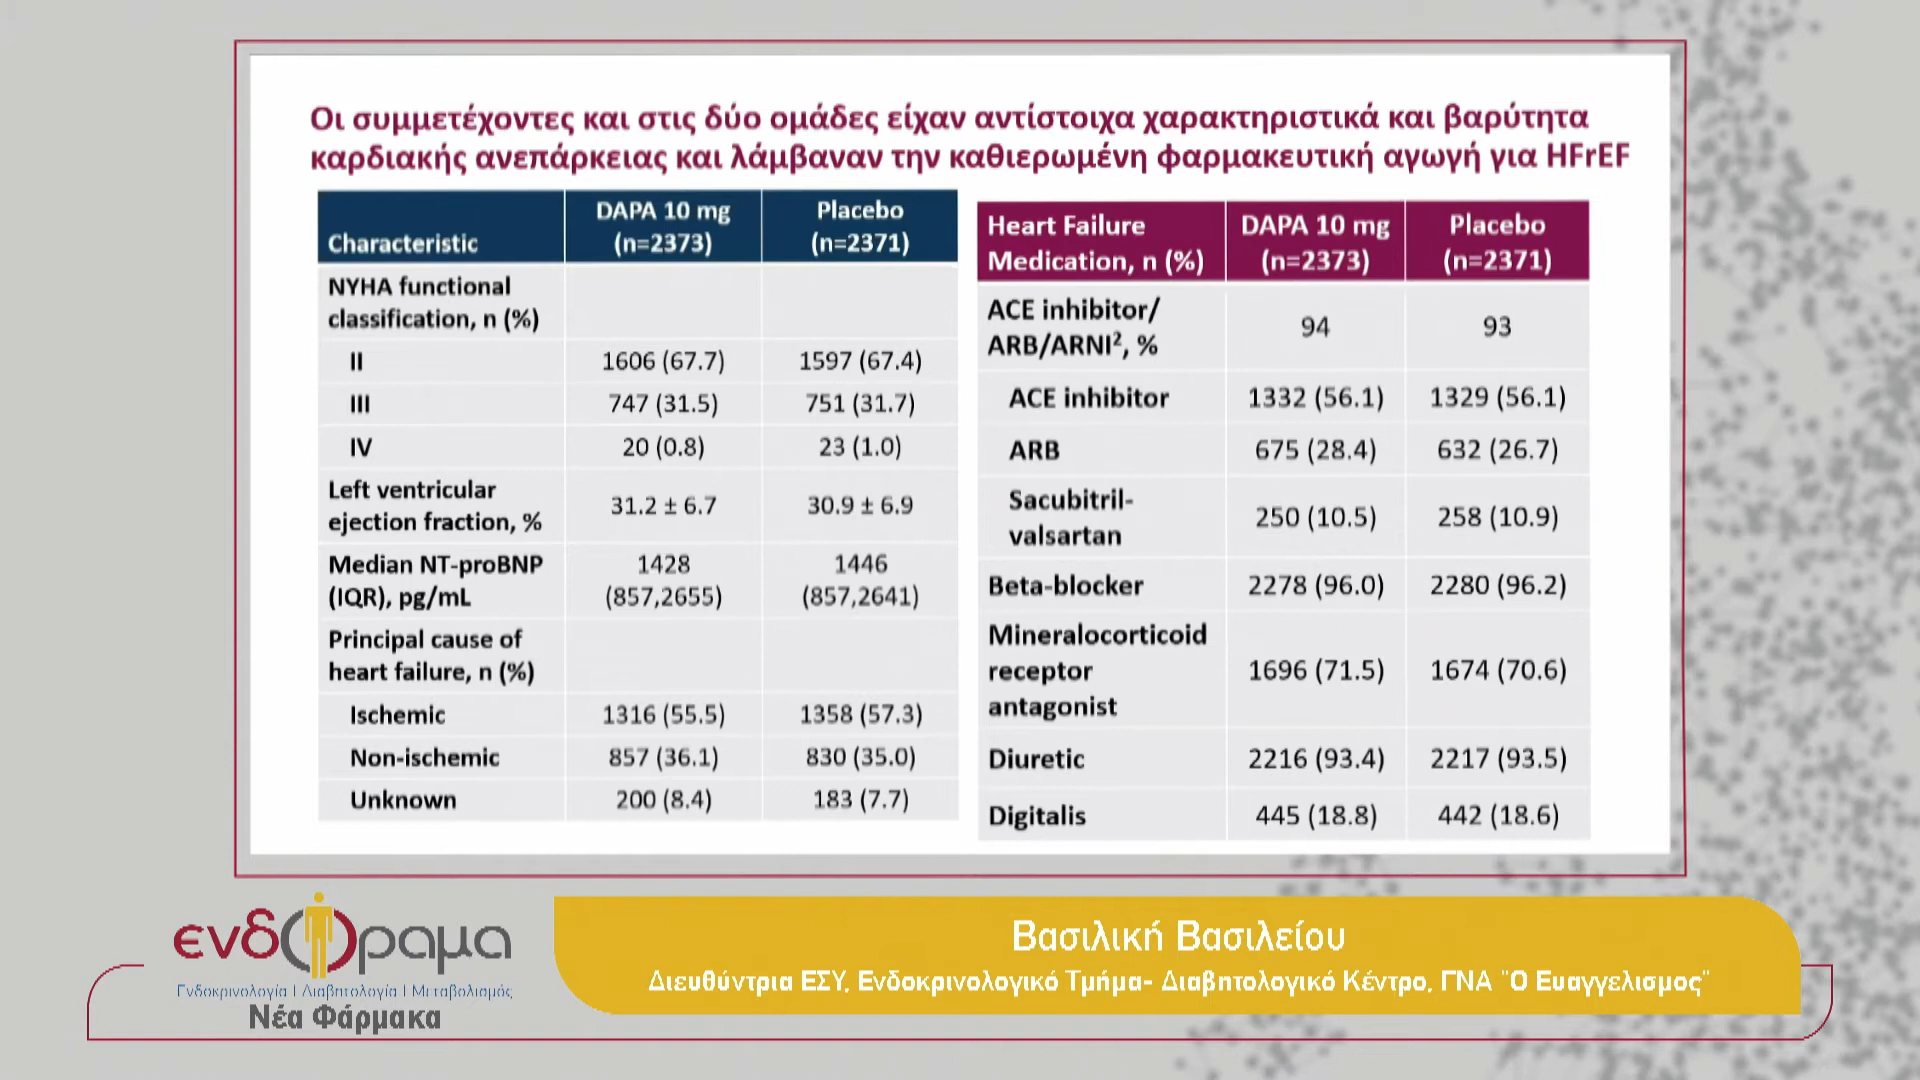 Οι συμμετέχοντες και στις δύο ομάδες είχαν αντίστοιχα χαρακτηριστικά και βαρύτητα
καρδιακής ανεπάρκειας και λάμβαναν την καθιερωμένη φαρμακευτική αγωγή για HFrEF
Characteristic DAPA 10 mg (n=2373) Placebo (n=2371)
NYHA functional
classification, n (%)
II 1606 (67.7) 1597 (67.4)
III 747 (31.5) 751 (31.7)
IV 20 (0.8) 23 (1.0)
Left ventricular
ejection fraction, % 31.2 ± 6.7 30.9 ± 6.9
Median NT-proBNP 1428 1446
(IQR), pg/mL (857,2655) (857,2641)
Principal cause of
heart failure, n (%)
Ischemic 1316 (55.5) 1358 (57.3)
Non-ischemic 857 (36.1) 830 (35.0)
Unknown 200 (8.4) 183 (7.7)
Heart Failure DAPA 10 mg Placebo
Medication, n (%) (n=2373) (n=2371)
ACE inhibitor/
ARB/ARNI², % 94 93
ACE inhibitor 1332 (56.1) 1329 (56.1)
ARB 675 (28.4) 632 (26.7)
Sacubitril-
valsartan 250 (10.5) 258 (10.9)
Beta-blocker 2278 (96.0) 2280 (96.2)
Mineralocorticoid
receptor 1696 (71.5) 1674 (70.6)
antagonist
Diuretic 2216 (93.4) 2217 (93.5)
Digitalis 445 (18.8) 442 (18.6)
ενδόραμα
Ενδοκρινολογία | Διαβητολογία | Μεταβολισμός
Νέα Φάρμακα
Βασιλική Βασιλείου
Διευθύντρια ΕΣΥ, Ενδοκρινολογικό Τμήμα- Διαβητολογικό Κέντρο, ΓΝΑ "Ο Ευαγγελισμος"